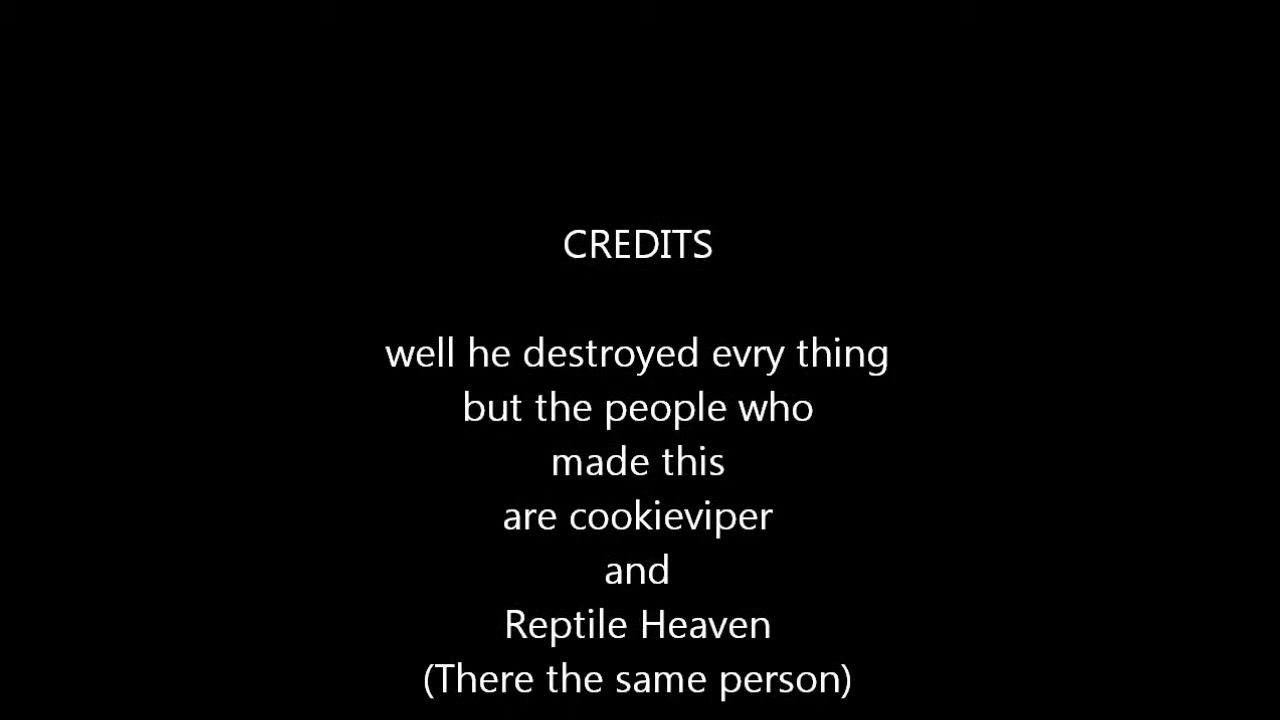 CREDITS
well he destroyed evry thing
but the people who
made this
are cookieviper
and
Reptile Heaven
(There the same person)